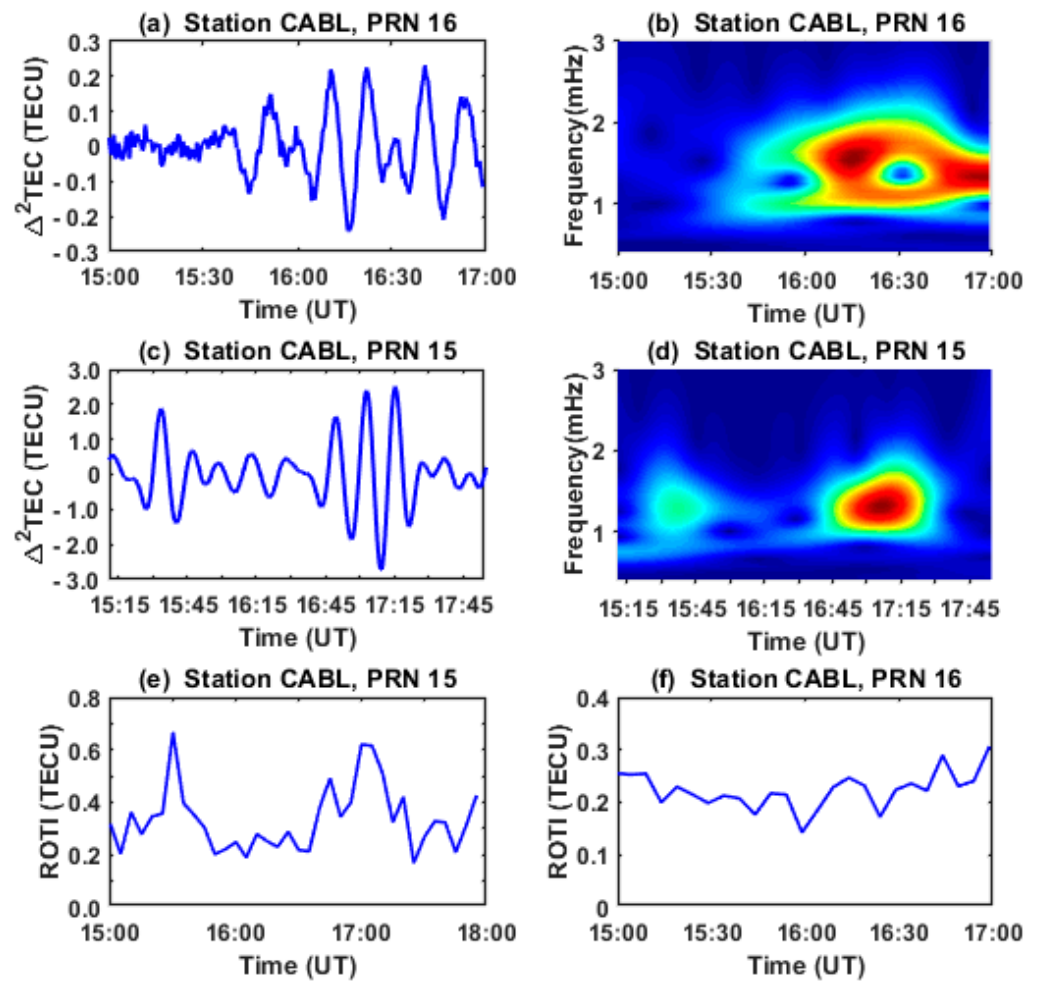 (a) Station CABL, PRN 16
0.3
0.2
0.1
0
- 0.1
- 0.2
- 0.3
Δ²TEC (TECU)
15:00 15:30 16:00 16:30 17:00
Time (UT)
(b) Station CABL, PRN 16
3
2
1
Frequency(mHz)
15:00 15:30 16:00 16:30 17:00
Time (UT)
(c) Station CABL, PRN 15
3.0
2.0
1.0
0
- 1.0
- 2.0
- 3.0
Δ²TEC (TECU)
15:15 15:45 16:15 16:45 17:15 17:45
Time (UT)
(d) Station CABL, PRN 15
3
2
1
Frequency(mHz)
15:15 15:45 16:15 16:45 17:15 17:45
Time (UT)
(e) Station CABL, PRN 15
0.8
0.6
0.4
0.2
0.0
ROTI (TECU)
15:00 16:00 17:00 18:00
Time (UT)
(f) Station CABL, PRN 16
0.4
0.3
0.2
0.1
0
ROTI (TECU)
15:00 15:30 16:00 16:30 17:00
Time (UT)